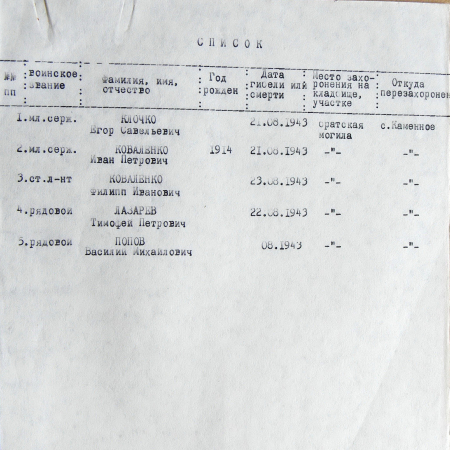 СПИСОК
№№ пп : воинское звание : Фамилия, имя, отчество : Год рожден : Дата гибели или смерти : Место захоронения на кладбище, участке : Откуда перезахоронен
1.мл.серж. КЛОЧКО 21.08.1943 братская с.Каменное
Егор Савельевич могила
2.мл.серж. КОВАЛЕНКО 1914 21.08.1943 -"- -"-
Иван Петрович
3.ст.л-нт КОВАЛЕНКО 23.08.1943 -"- -"-
Филипп Иванович
4.рядовой ЛАЗАРЕВ 22.08.1943 -"- -"-
Тимофей Петрович
5.рядовой ПОПОВ 08.1943 -"- -"-
Василий Михайлович